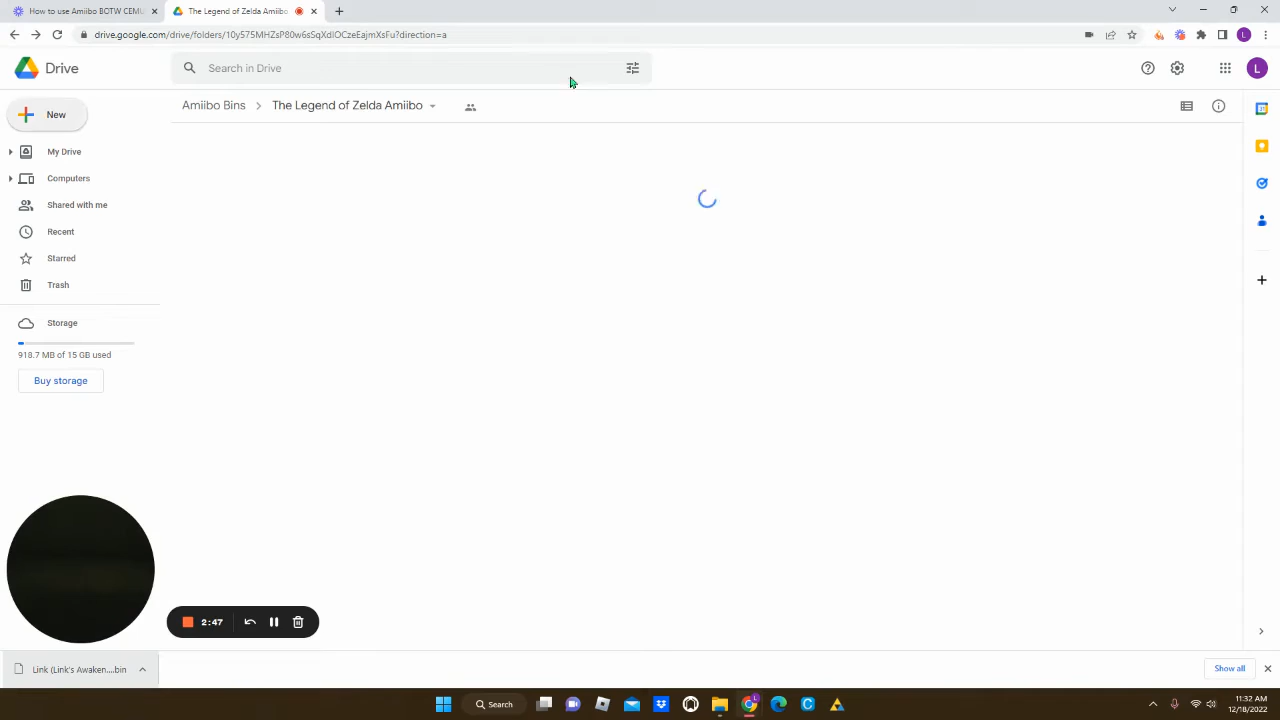 How to use Amiibo BOTW CEMU
The Legend of Zelda Amiibo
drive.google.com/drive/folders/10y575MHZsP80w6sSqXdIOCzeEajmXsFu?direction=a
L
Drive
Search in Drive
L
Amiibo Bins
The Legend of Zelda Amiibo
New
My Drive
Computers
Shared with me
Recent
Starred
Trash
Storage
918.7 MB of 15 GB used
Buy storage
2:47
Link (Link's Awaken....bin
Show all
Search
L
11:32 AM
12/18/2022